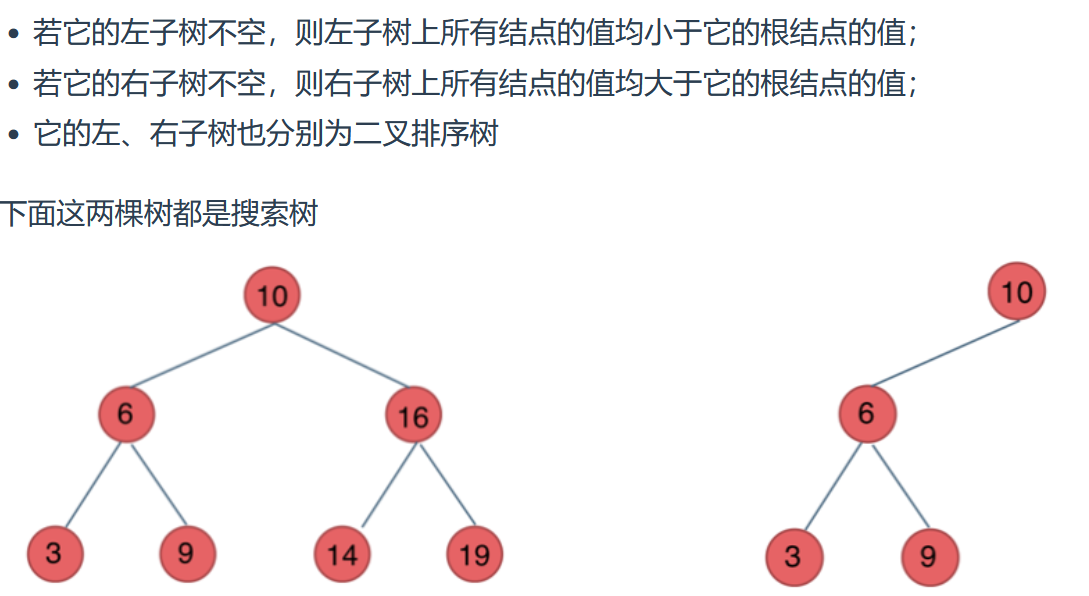 若它的左子树不空，则左子树上所有结点的值均小于它的根结点的值；
若它的右子树不空，则右子树上所有结点的值均大于它的根结点的值；
它的左、右子树也分别为二叉排序树
下面这两棵树都是搜索树
10 10
6 16 6
3 9 14 19 3 9